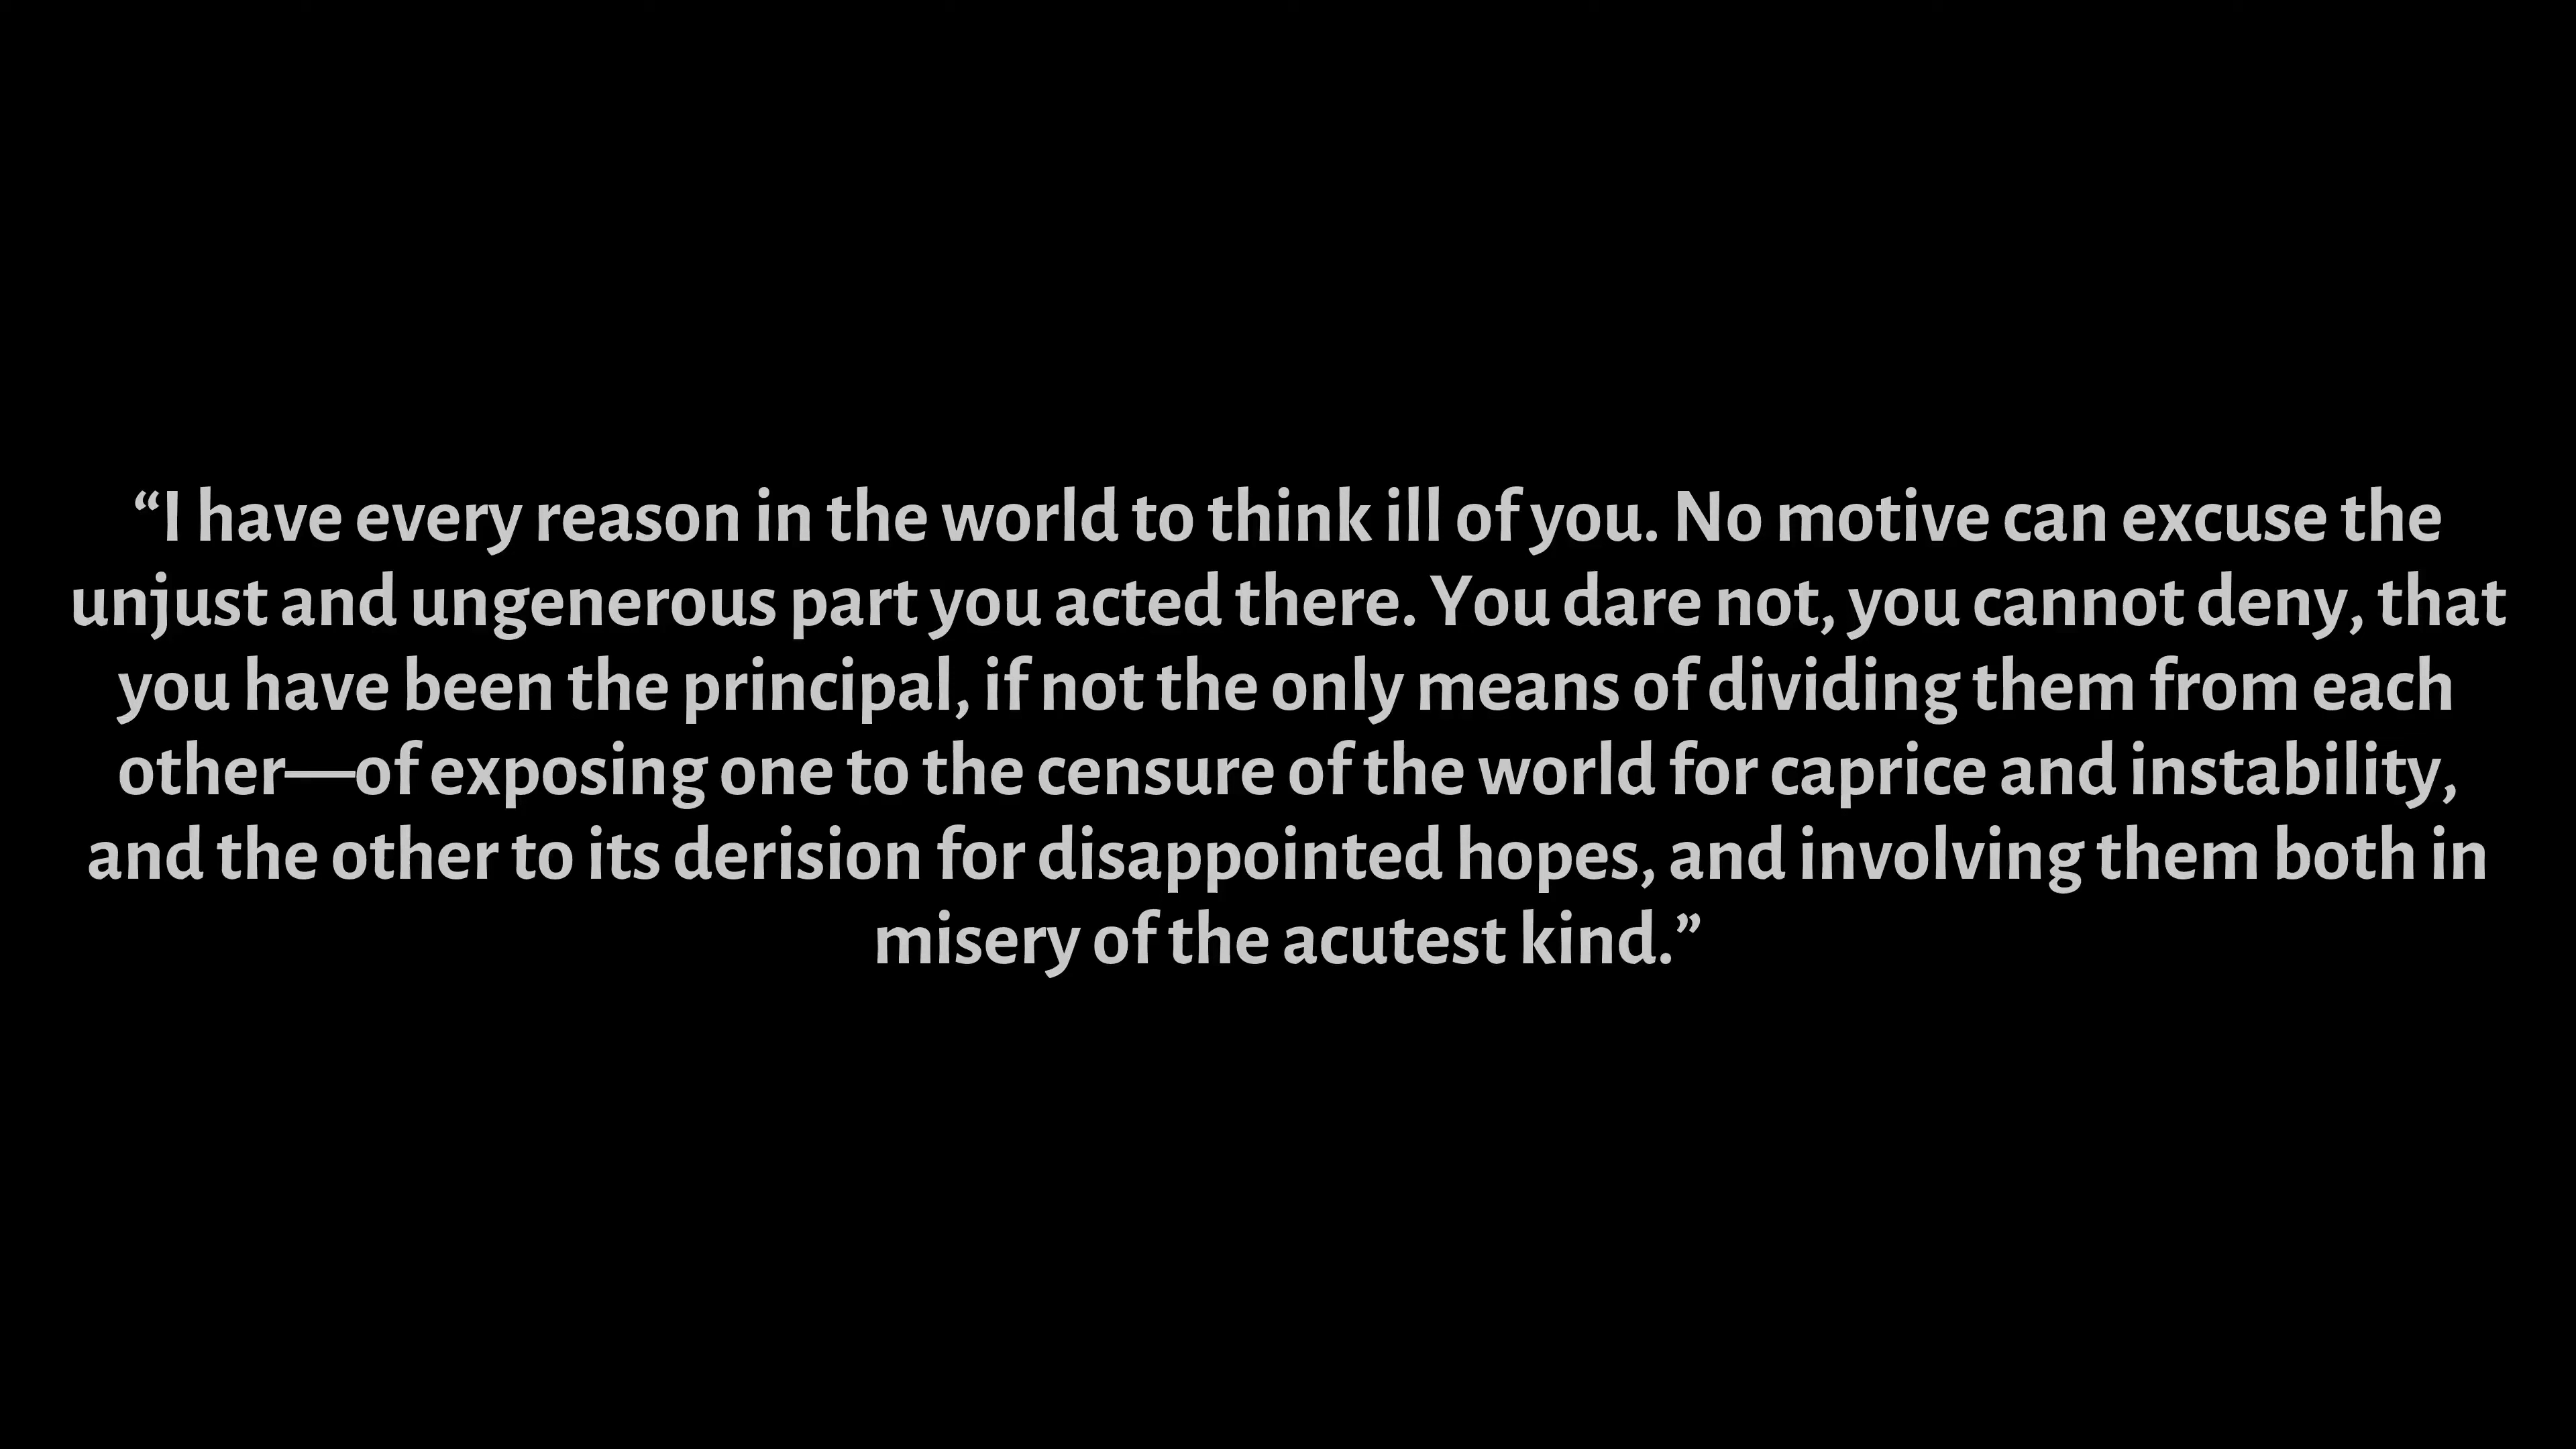 “I have every reason in the world to think ill of you. No motive can excuse the
unjust and ungenerous part you acted there. You dare not, you cannot deny, that
you have been the principal, if not the only means of dividing them from each
other—of exposing one to the censure of the world for caprice and instability,
and the other to its derision for disappointed hopes, and involving them both in
misery of the acutest kind.”